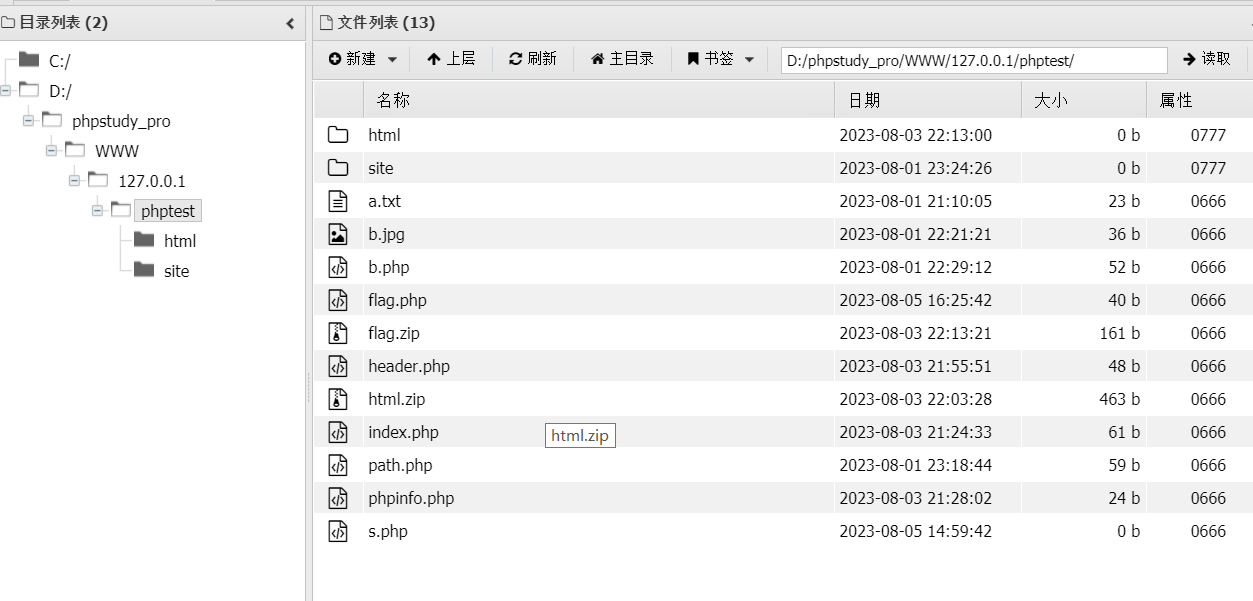 目录列表 (2)
C:/
D:/
phpstudy_pro
WWW
127.0.0.1
phptest
html
site
文件列表 (13)
新建 上层 刷新 主目录 书签 D:/phpstudy_pro/WWW/127.0.0.1/phptest/ 读取
名称 日期 大小 属性
html 2023-08-03 22:13:00 0 b 0777
site 2023-08-01 23:24:26 0 b 0777
a.txt 2023-08-01 21:10:05 23 b 0666
b.jpg 2023-08-01 22:21:21 36 b 0666
b.php 2023-08-01 22:29:12 52 b 0666
flag.php 2023-08-05 16:25:42 40 b 0666
flag.zip 2023-08-03 22:13:21 161 b 0666
header.php 2023-08-03 21:55:51 48 b 0666
html.zip 2023-08-03 22:03:28 463 b 0666
index.php 2023-08-03 21:24:33 61 b 0666
html.zip
path.php 2023-08-01 23:18:44 59 b 0666
phpinfo.php 2023-08-03 21:28:02 24 b 0666
s.php 2023-08-05 14:59:42 0 b 0666